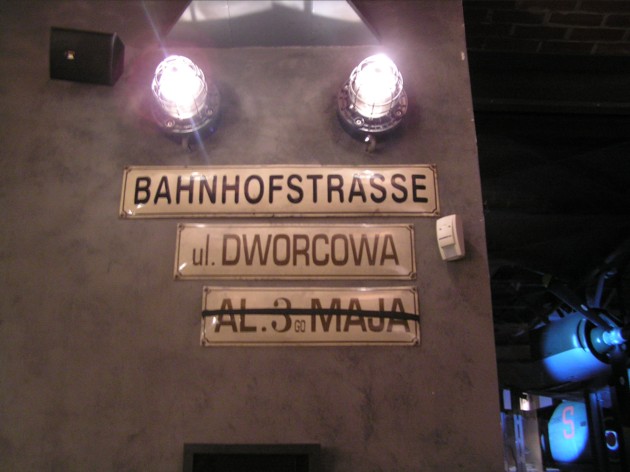 BAHNHOFSTRASSE
ul. DWORCOWA
AL. 3 GO MAJA
S